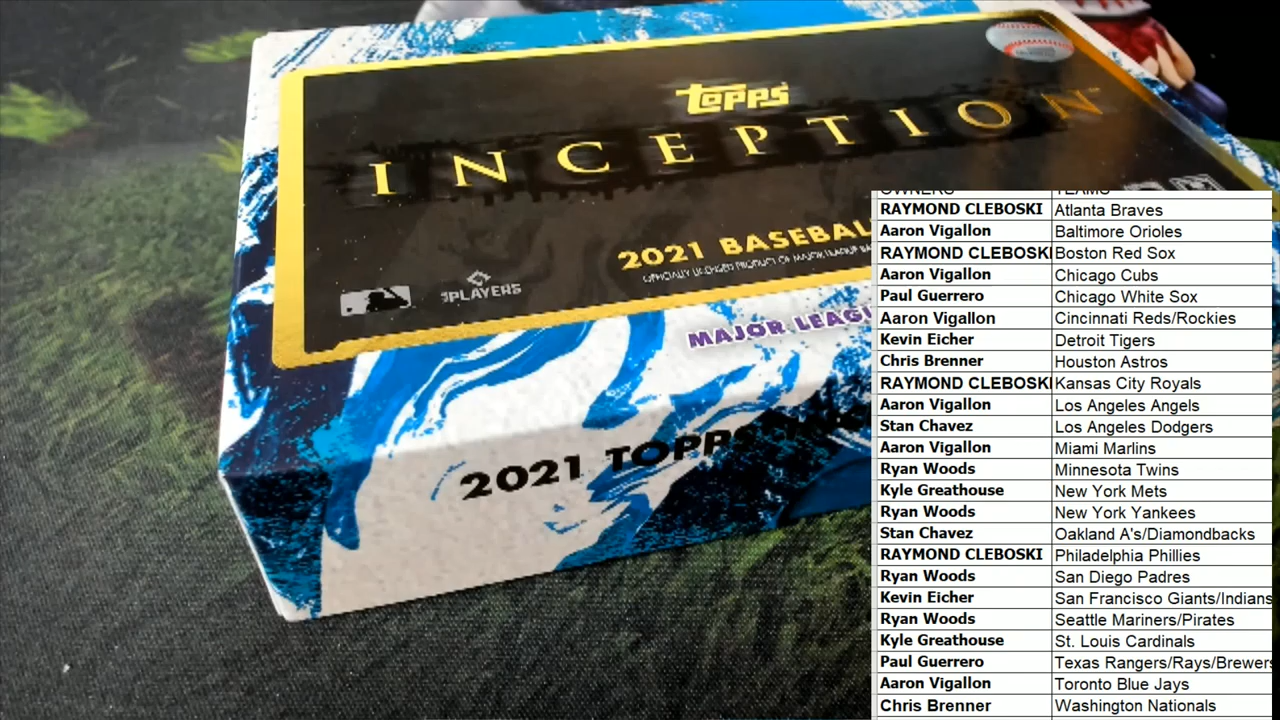 topps
INCEPTION
2021 BASEBAL
OFFICIALLY LICENSED PRODUCT OF MAJOR LEAGUE BA
PLAYERS
MAJOR LEAGU
2021 TOPPS
OWNERS TEAMS
RAYMOND CLEBOSKI Atlanta Braves
Aaron Vigallon Baltimore Orioles
RAYMOND CLEBOSKI Boston Red Sox
Aaron Vigallon Chicago Cubs
Paul Guerrero Chicago White Sox
Aaron Vigallon Cincinnati Reds/Rockies
Kevin Eicher Detroit Tigers
Chris Brenner Houston Astros
RAYMOND CLEBOSKI Kansas City Royals
Aaron Vigallon Los Angeles Angels
Stan Chavez Los Angeles Dodgers
Aaron Vigallon Miami Marlins
Ryan Woods Minnesota Twins
Kyle Greathouse New York Mets
Ryan Woods New York Yankees
Stan Chavez Oakland A's/Diamondbacks
RAYMOND CLEBOSKI Philadelphia Phillies
Ryan Woods San Diego Padres
Kevin Eicher San Francisco Giants/Indians
Ryan Woods Seattle Mariners/Pirates
Kyle Greathouse St. Louis Cardinals
Paul Guerrero Texas Rangers/Rays/Brewers
Aaron Vigallon Toronto Blue Jays
Chris Brenner Washington Nationals